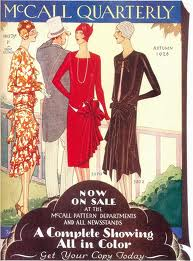 McCALL QUARTERLY
AUTUMN
1928
NOW
ON SALE
AT THE
McCALL PATTERN DEPARTMENTS
AND ALL NEWSSTANDS
A Complete Showing
All in Color
Get Your Copy Today